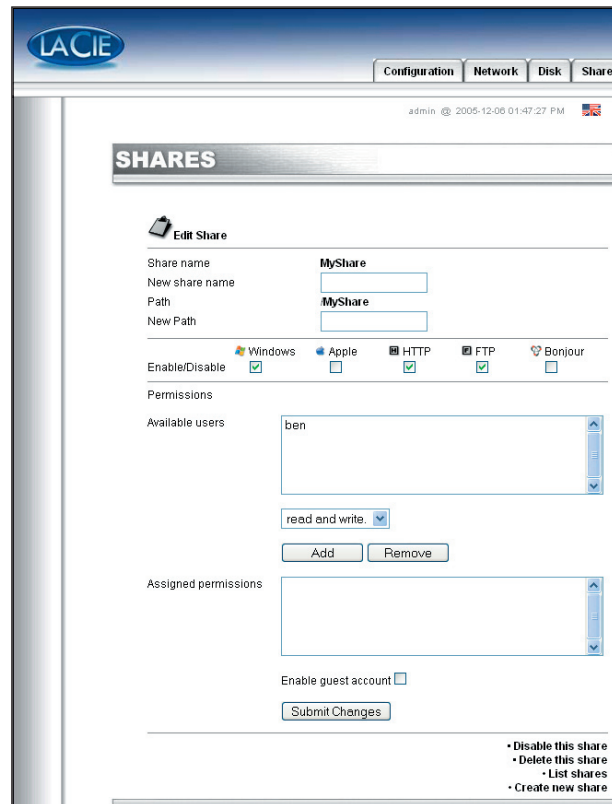 LACIE
Configuration Network Disk Share
admin @ 2005-12-06 01:47:27 PM
SHARES
Edit Share
Share name MyShare
New share name
Path /MyShare
New Path
Windows Apple HTTP FTP Bonjour
Enable/Disable
Permissions
Available users ben
read and write.
Add Remove
Assigned permissions
Enable guest account
Submit Changes
• Disable this share
• Delete this share
• List shares
• Create new share